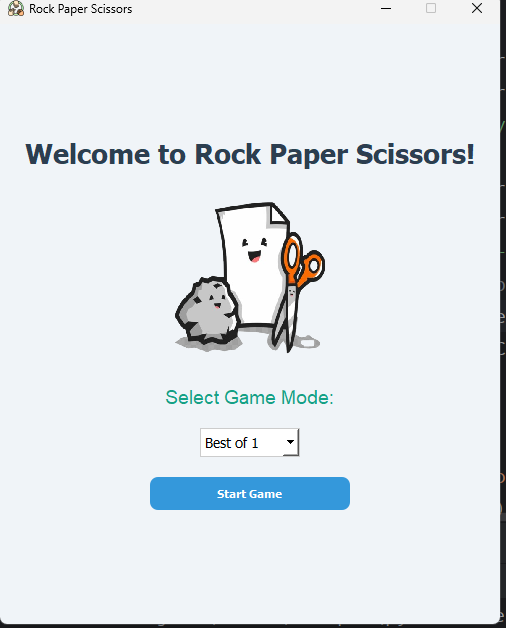 Rock Paper Scissors
Welcome to Rock Paper Scissors!
Select Game Mode:
Best of 1
Start Game